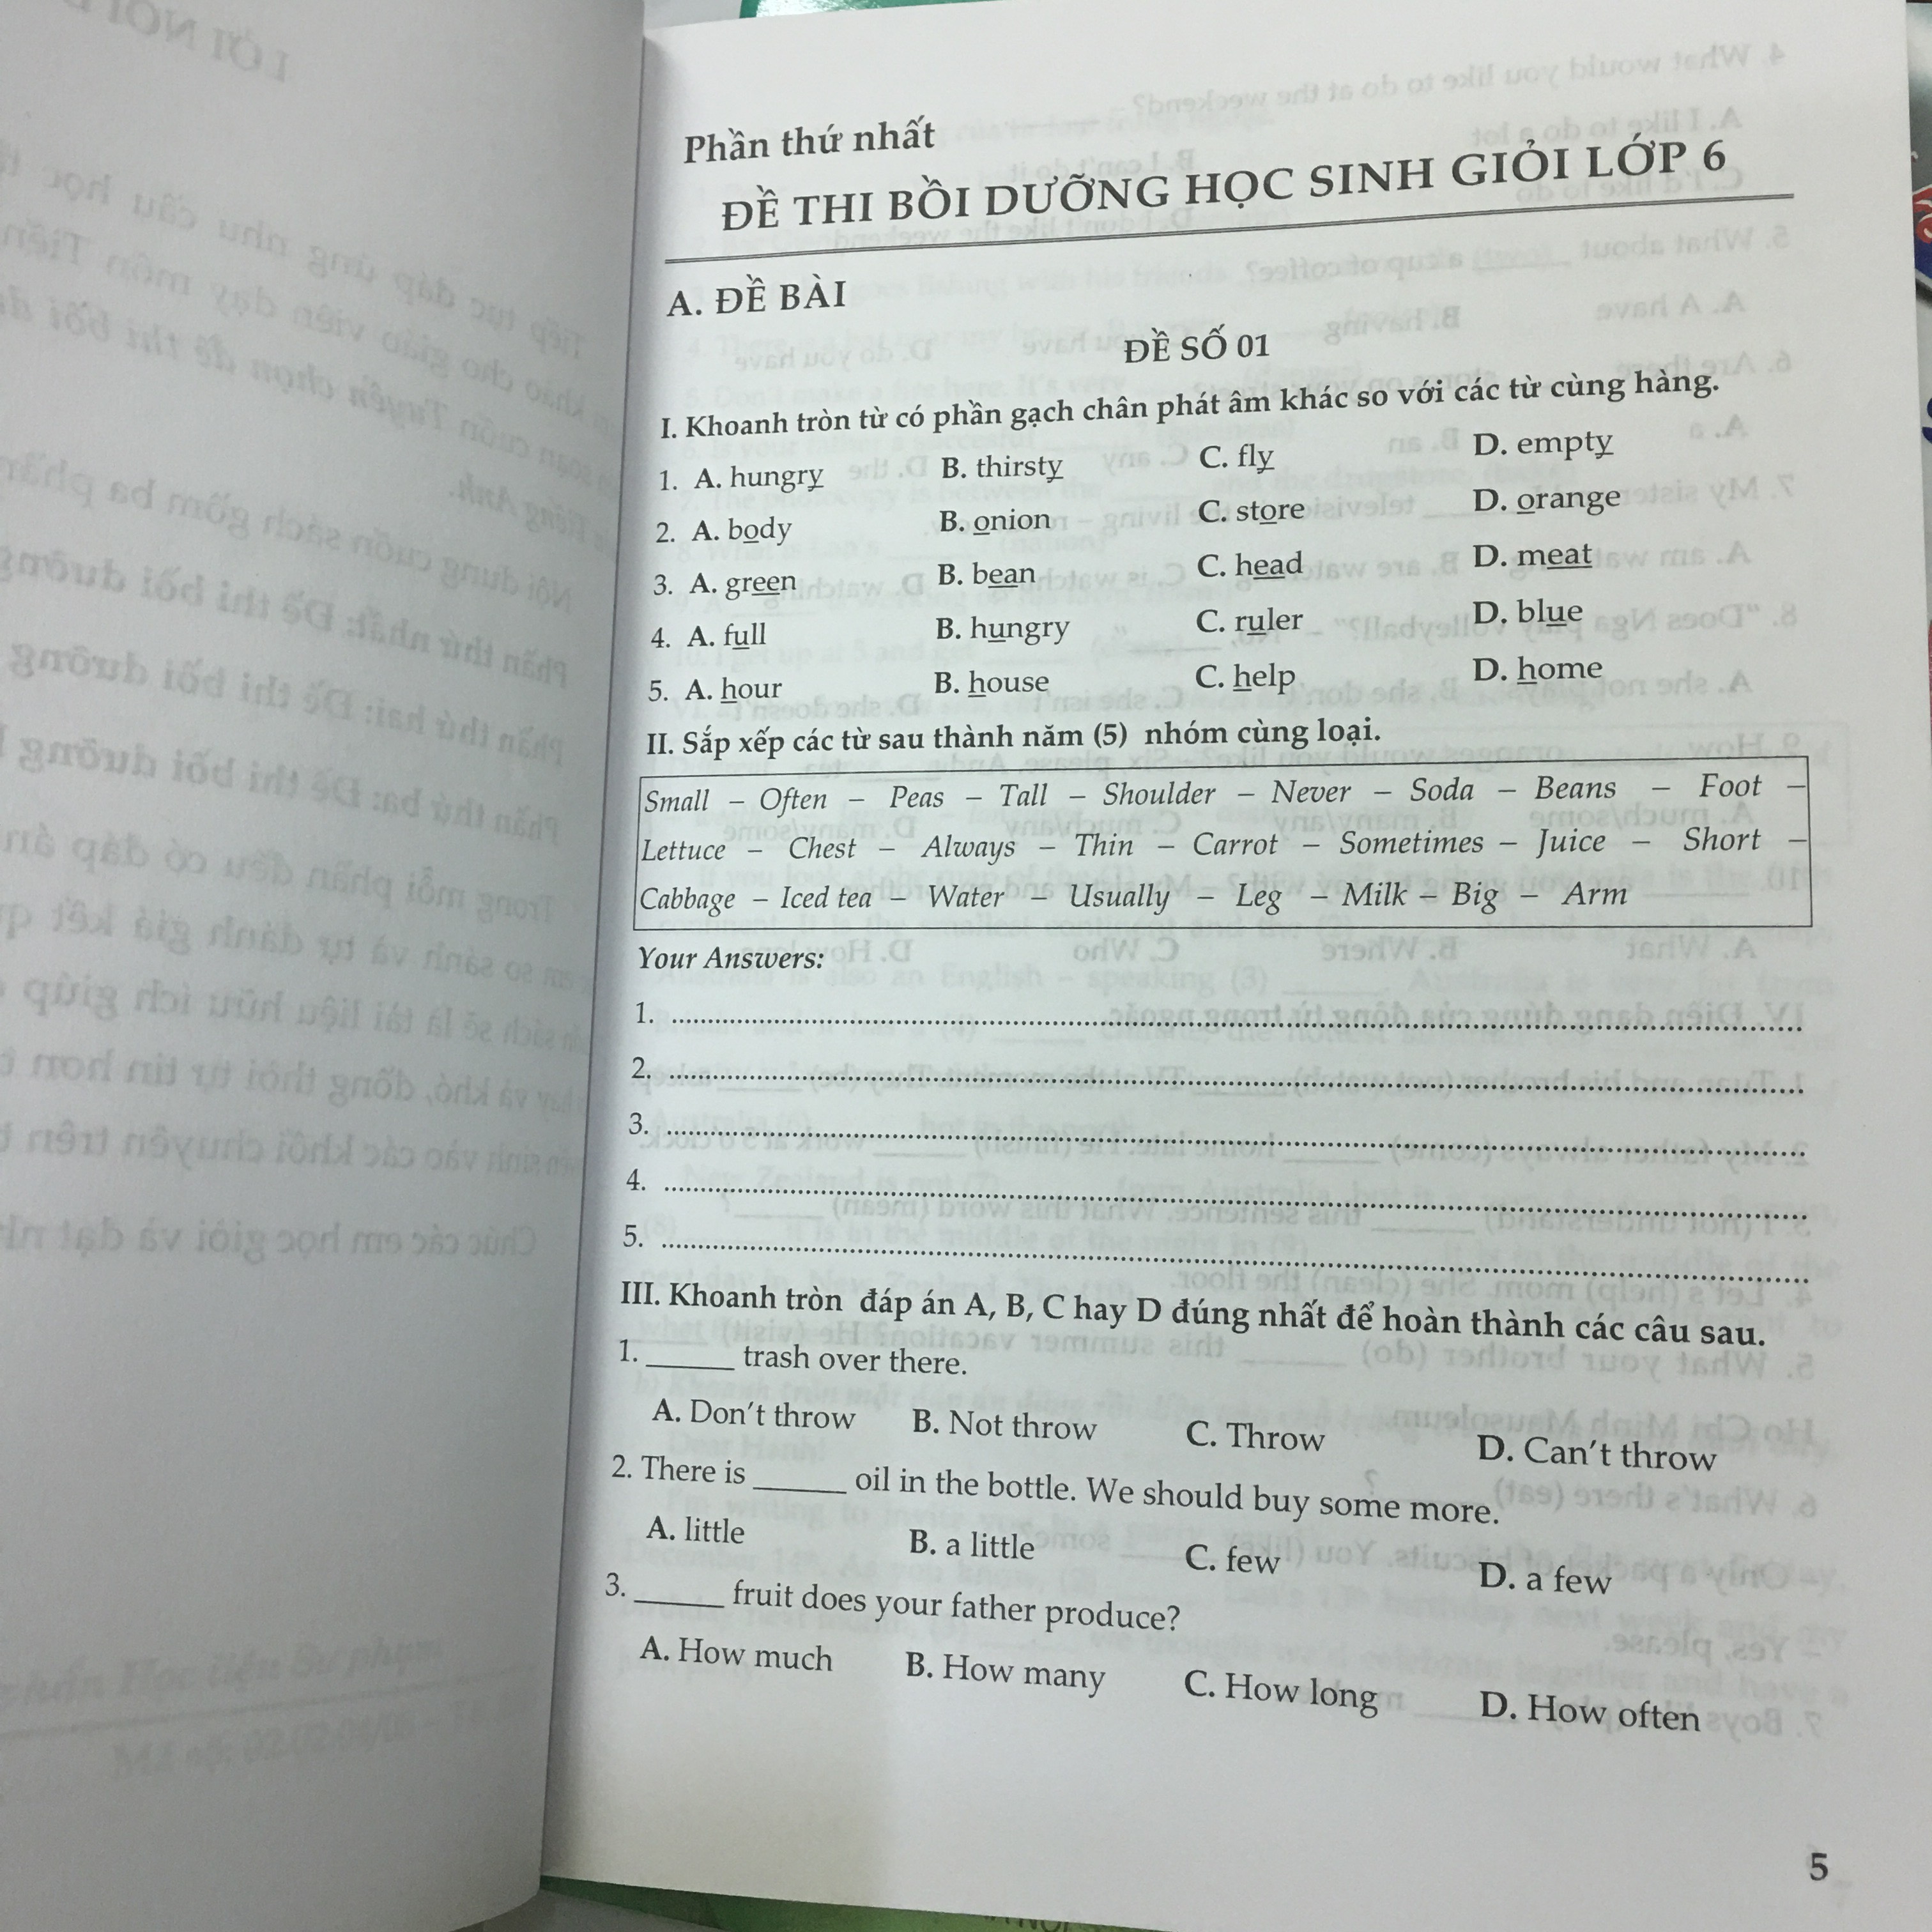 Phần thứ nhất
ĐỀ THI BỒI DƯỠNG HỌC SINH GIỎI LỚP 6
A. ĐỀ BÀI
ĐỀ SỐ 01
I. Khoanh tròn từ có phần gạch chân phát âm khác so với các từ cùng hàng.
1. A. hungry B. thirsty C. fly D. empty
2. A. body B. onion C. store D. orange
3. A. green B. bean C. head D. meat
4. A. full B. hungry C. ruler D. blue
5. A. hour B. house C. help D. home
II. Sắp xếp các từ sau thành năm (5) nhóm cùng loại.
Small – Often – Peas – Tall – Shoulder – Never – Soda – Beans – Foot –
Lettuce – Chest – Always – Thin – Carrot – Sometimes – Juice – Short –
Cabbage – Iced tea – Water – Usually – Leg – Milk – Big – Arm
Your Answers:
1. ..........
2. ..........
3. ..........
4. ..........
5. ..........
III. Khoanh tròn đáp án A, B, C hay D đúng nhất để hoàn thành các câu sau.
1. ______ trash over there.
A. Don't throw B. Not throw C. Throw D. Can't throw
2. There is ______ oil in the bottle. We should buy some more.
A. little B. a little C. few D. a few
3. ______ fruit does your father produce?
A. How much B. How many C. How long D. How often
5